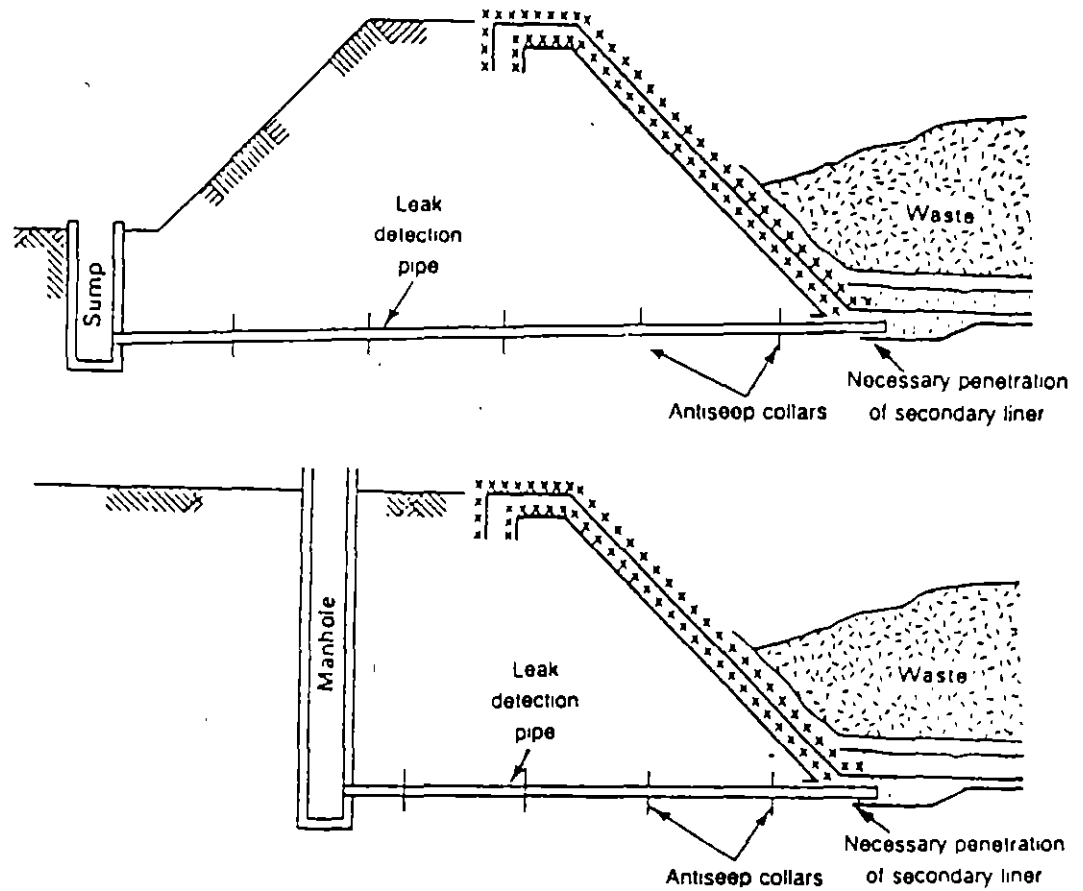 Leak
detection
pipe
Waste
Sump
Necessary penetration
of secondary liner
Antiseep collars
Manhole
Leak
detection
pipe
Waste
Necessary penetration
of secondary liner
Antiseep collars